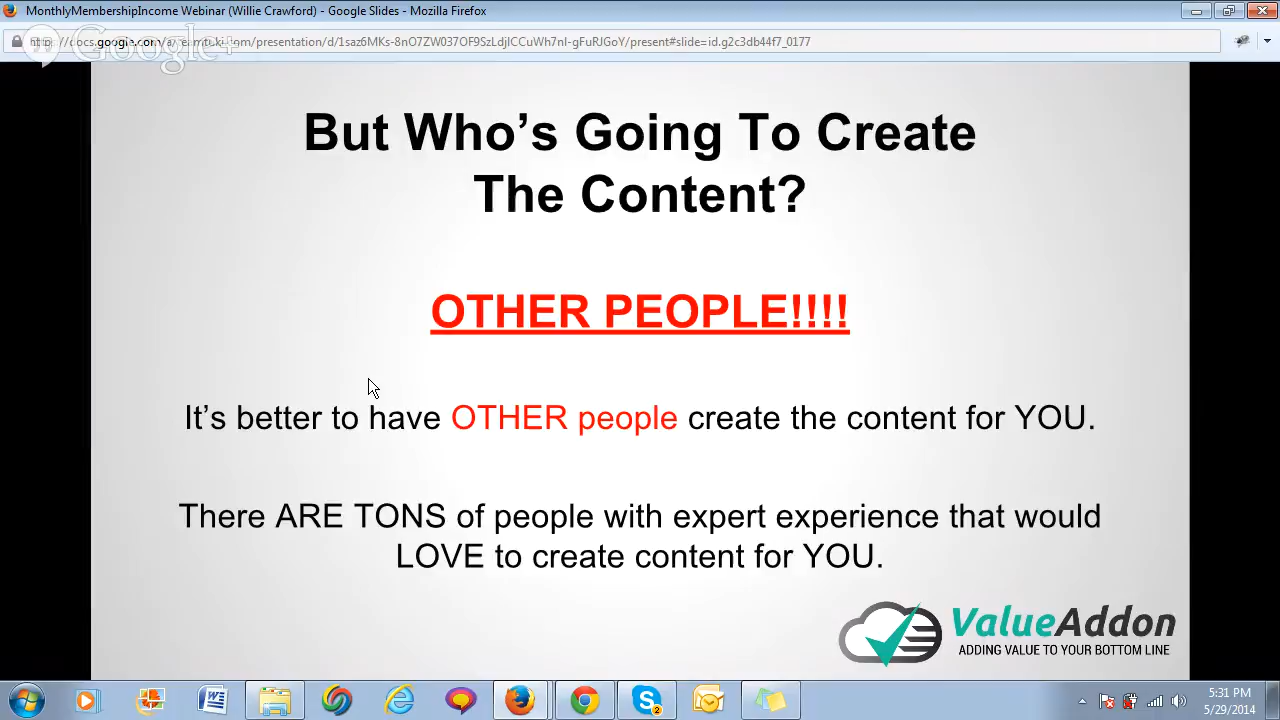 MonthlyMembershipIncome Webinar (Willie Crawford) - Google Slides - Mozilla Firefox
Google+
But Who's Going To Create
The Content?
OTHER PEOPLE!!!!
It's better to have OTHER people create the content for YOU.
There ARE TONS of people with expert experience that would
LOVE to create content for YOU.
ValueAddon
ADDING VALUE TO YOUR BOTTOM LINE
2
5:31 PM
5/29/2014